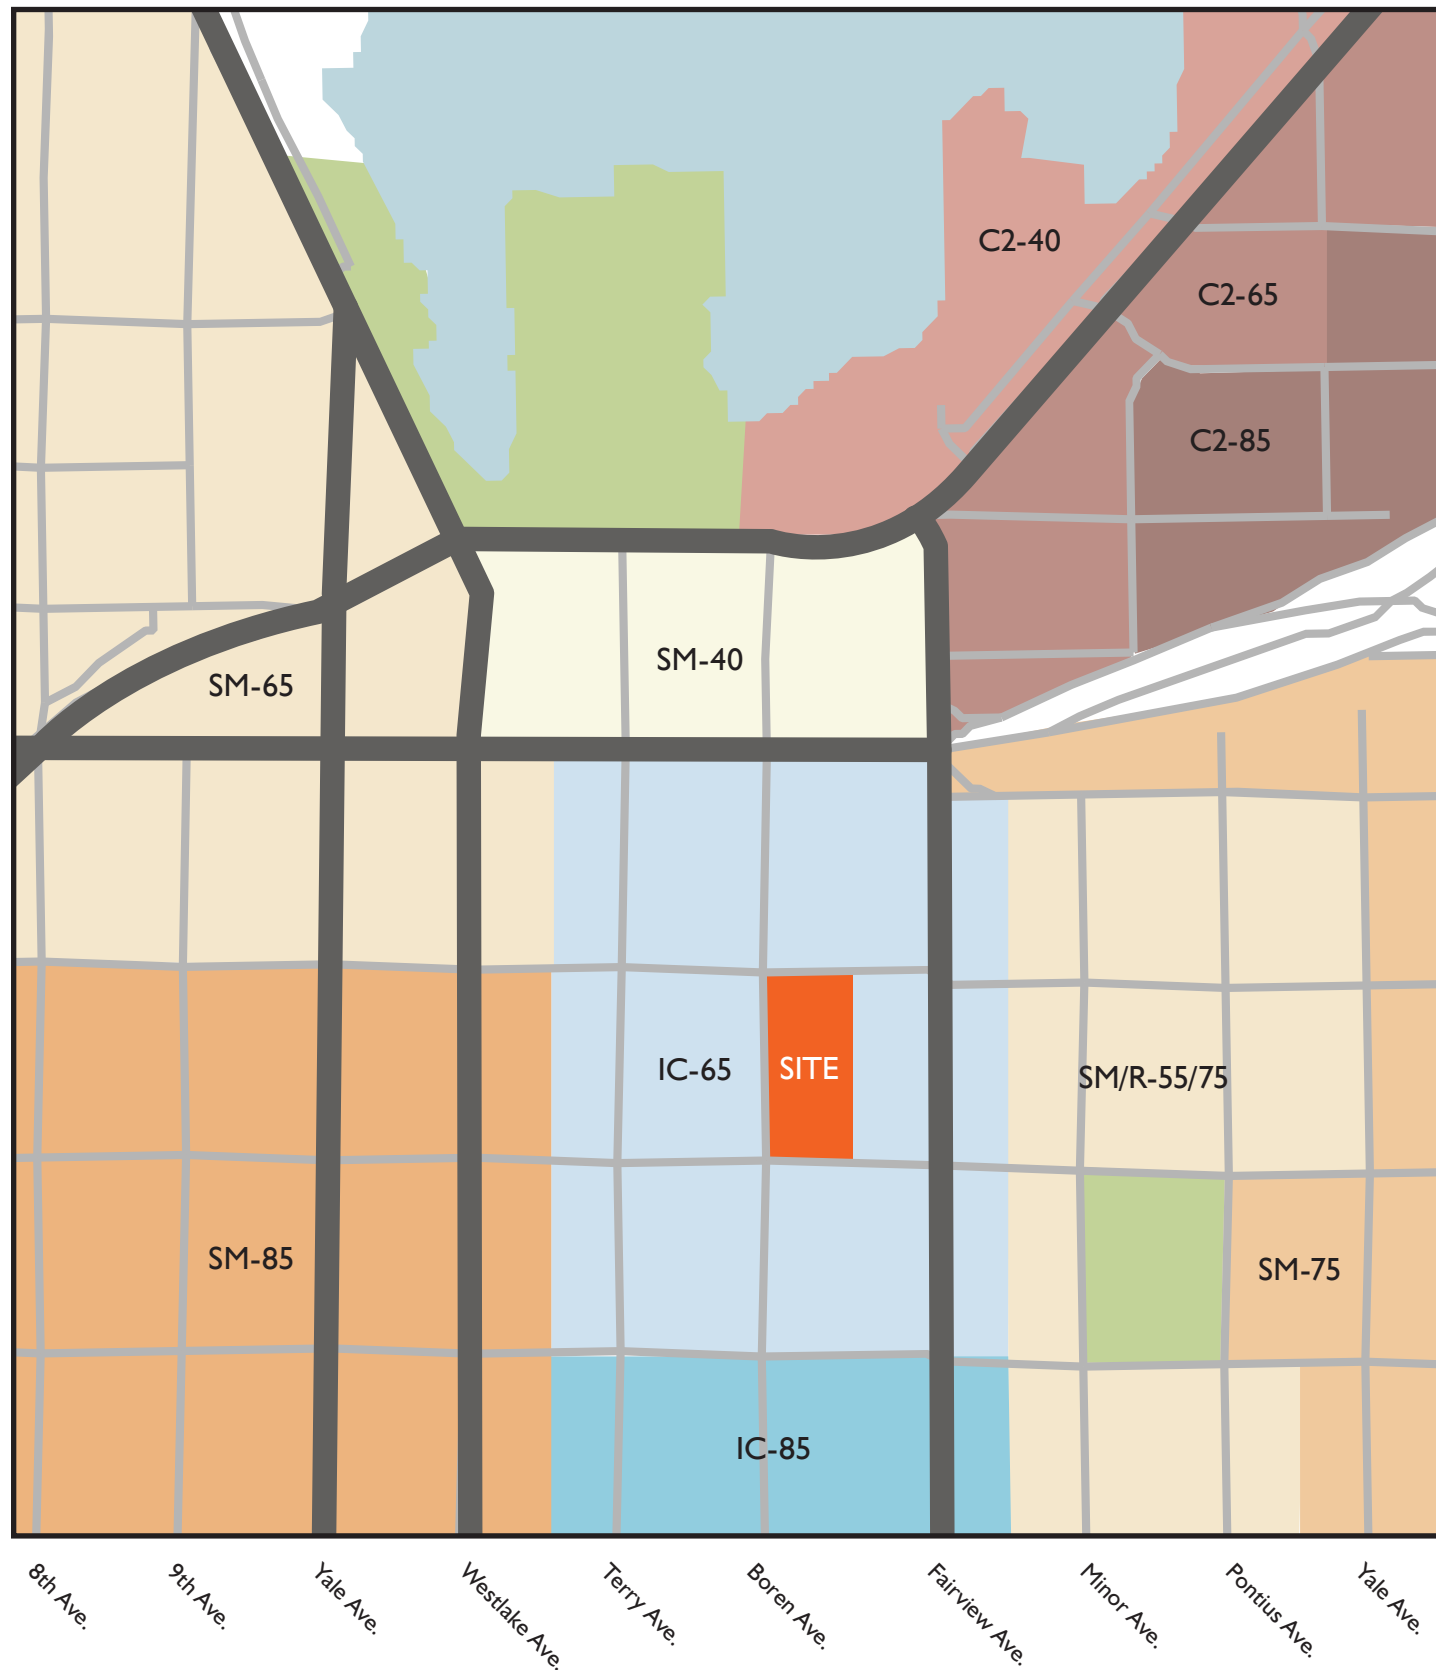 C2-40
C2-65
C2-85
SM-40
SM-65
IC-65
SITE
SM/R-55/75
SM-85
SM-75
IC-85
8th Ave.
9th Ave.
Yale Ave.
Westlake Ave.
Terry Ave.
Boren Ave.
Fairview Ave.
Minor Ave.
Pontius Ave.
Yale Ave.